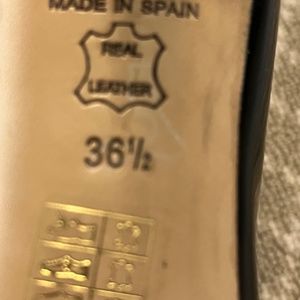 MADE IN SPAIN
REAL
LEATHER
36½